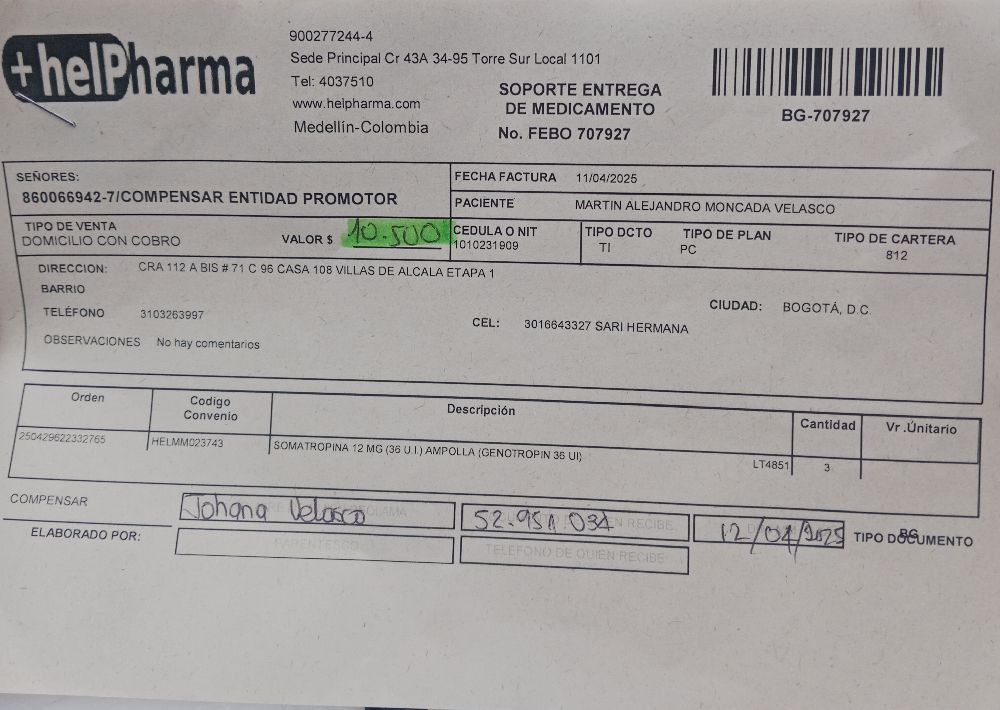 +helPharma
900277244-4
Sede Principal Cr 43A 34-95 Torre Sur Local 1101
Tel: 4037510
www.helpharma.com
Medellín-Colombia
SOPORTE ENTREGA
DE MEDICAMENTO
No. FEBO 707927
BG-707927
SEÑORES:
860066942-7/COMPENSAR ENTIDAD PROMOTOR
FECHA FACTURA 11/04/2025
PACIENTE MARTIN ALEJANDRO MONCADA VELASCO
TIPO DE VENTA
DOMICILIO CON COBRO
VALOR $ 10.500
CEDULA O NIT
1010231909
TIPO DCTO
TI
TIPO DE PLAN
PC
TIPO DE CARTERA
812
DIRECCION: CRA 112 A BIS # 71 C 96 CASA 108 VILLAS DE ALCALA ETAPA 1
BARRIO
CIUDAD: BOGOTÁ, D.C.
TELÉFONO 3103263997
CEL: 3016643327 SARI HERMANA
OBSERVACIONES No hay comentarios
Orden Codigo Convenio Descripción Cantidad Vr .Únitario
250429622332765 HELMM023743 SOMATROPINA 12 MG (36 U.I.) AMPOLLA (GENOTROPIN 36 UI) LT4851 3
COMPENSAR
Johana Velasco 52.951.034 12/04/2025
ELABORADO POR:
PARENTESCO
TELEFONO DE QUIEN RECIBE
BG
TIPO DOCUMENTO